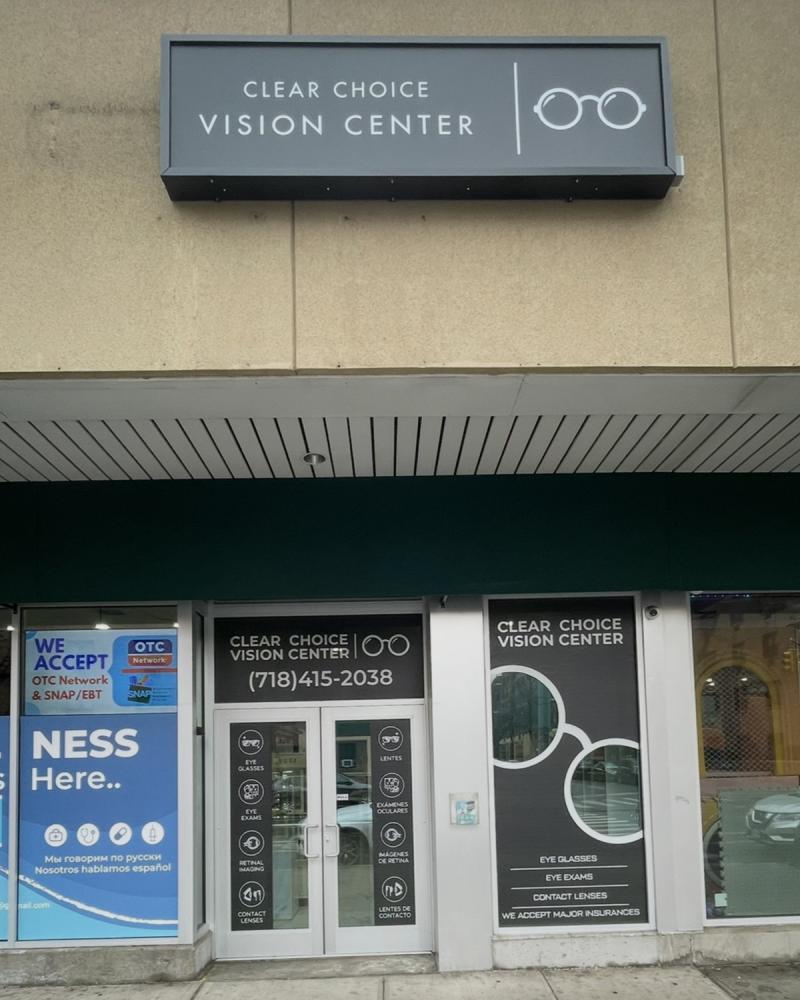 CLEAR CHOICE
VISION CENTER
WE
ACCEPT
OTC Network
& SNAP/EBT
OTC
Network
SNAP
NESS
Here..
Мы говорим по русски
Nosotros hablamos español
CLEAR CHOICE
VISION CENTER
(718)415-2038
EYE
GLASSES
EYE
EXAMS
RETINAL
IMAGING
CONTACT
LENSES
LENTES
EXÁMENES
OCULARES
IMÁGENES
DE RETINA
LENTES DE
CONTACTO
CLEAR CHOICE
VISION CENTER
EYE GLASSES
EYE EXAMS
CONTACT LENSES
WE ACCEPT MAJOR INSURANCES